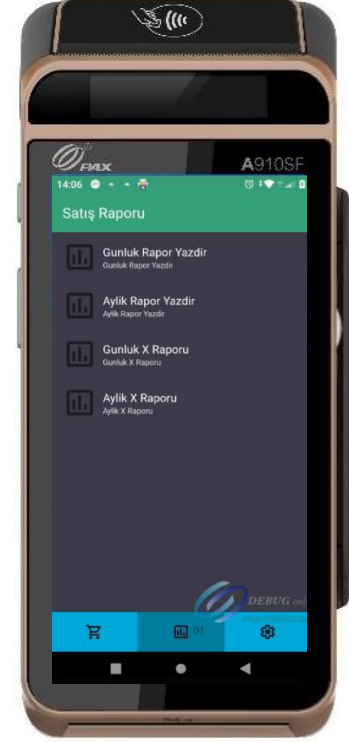 PAX
A910SF
14:06
Satış Raporu
Gunluk Rapor Yazdir
Gunluk Rapor Yazdir
Aylik Rapor Yazdir
Aylik Rapor Yazdir
Gunluk X Raporu
Gunluk X Raporu
Aylik X Raporu
Aylik X Raporu
DEBUG only
01